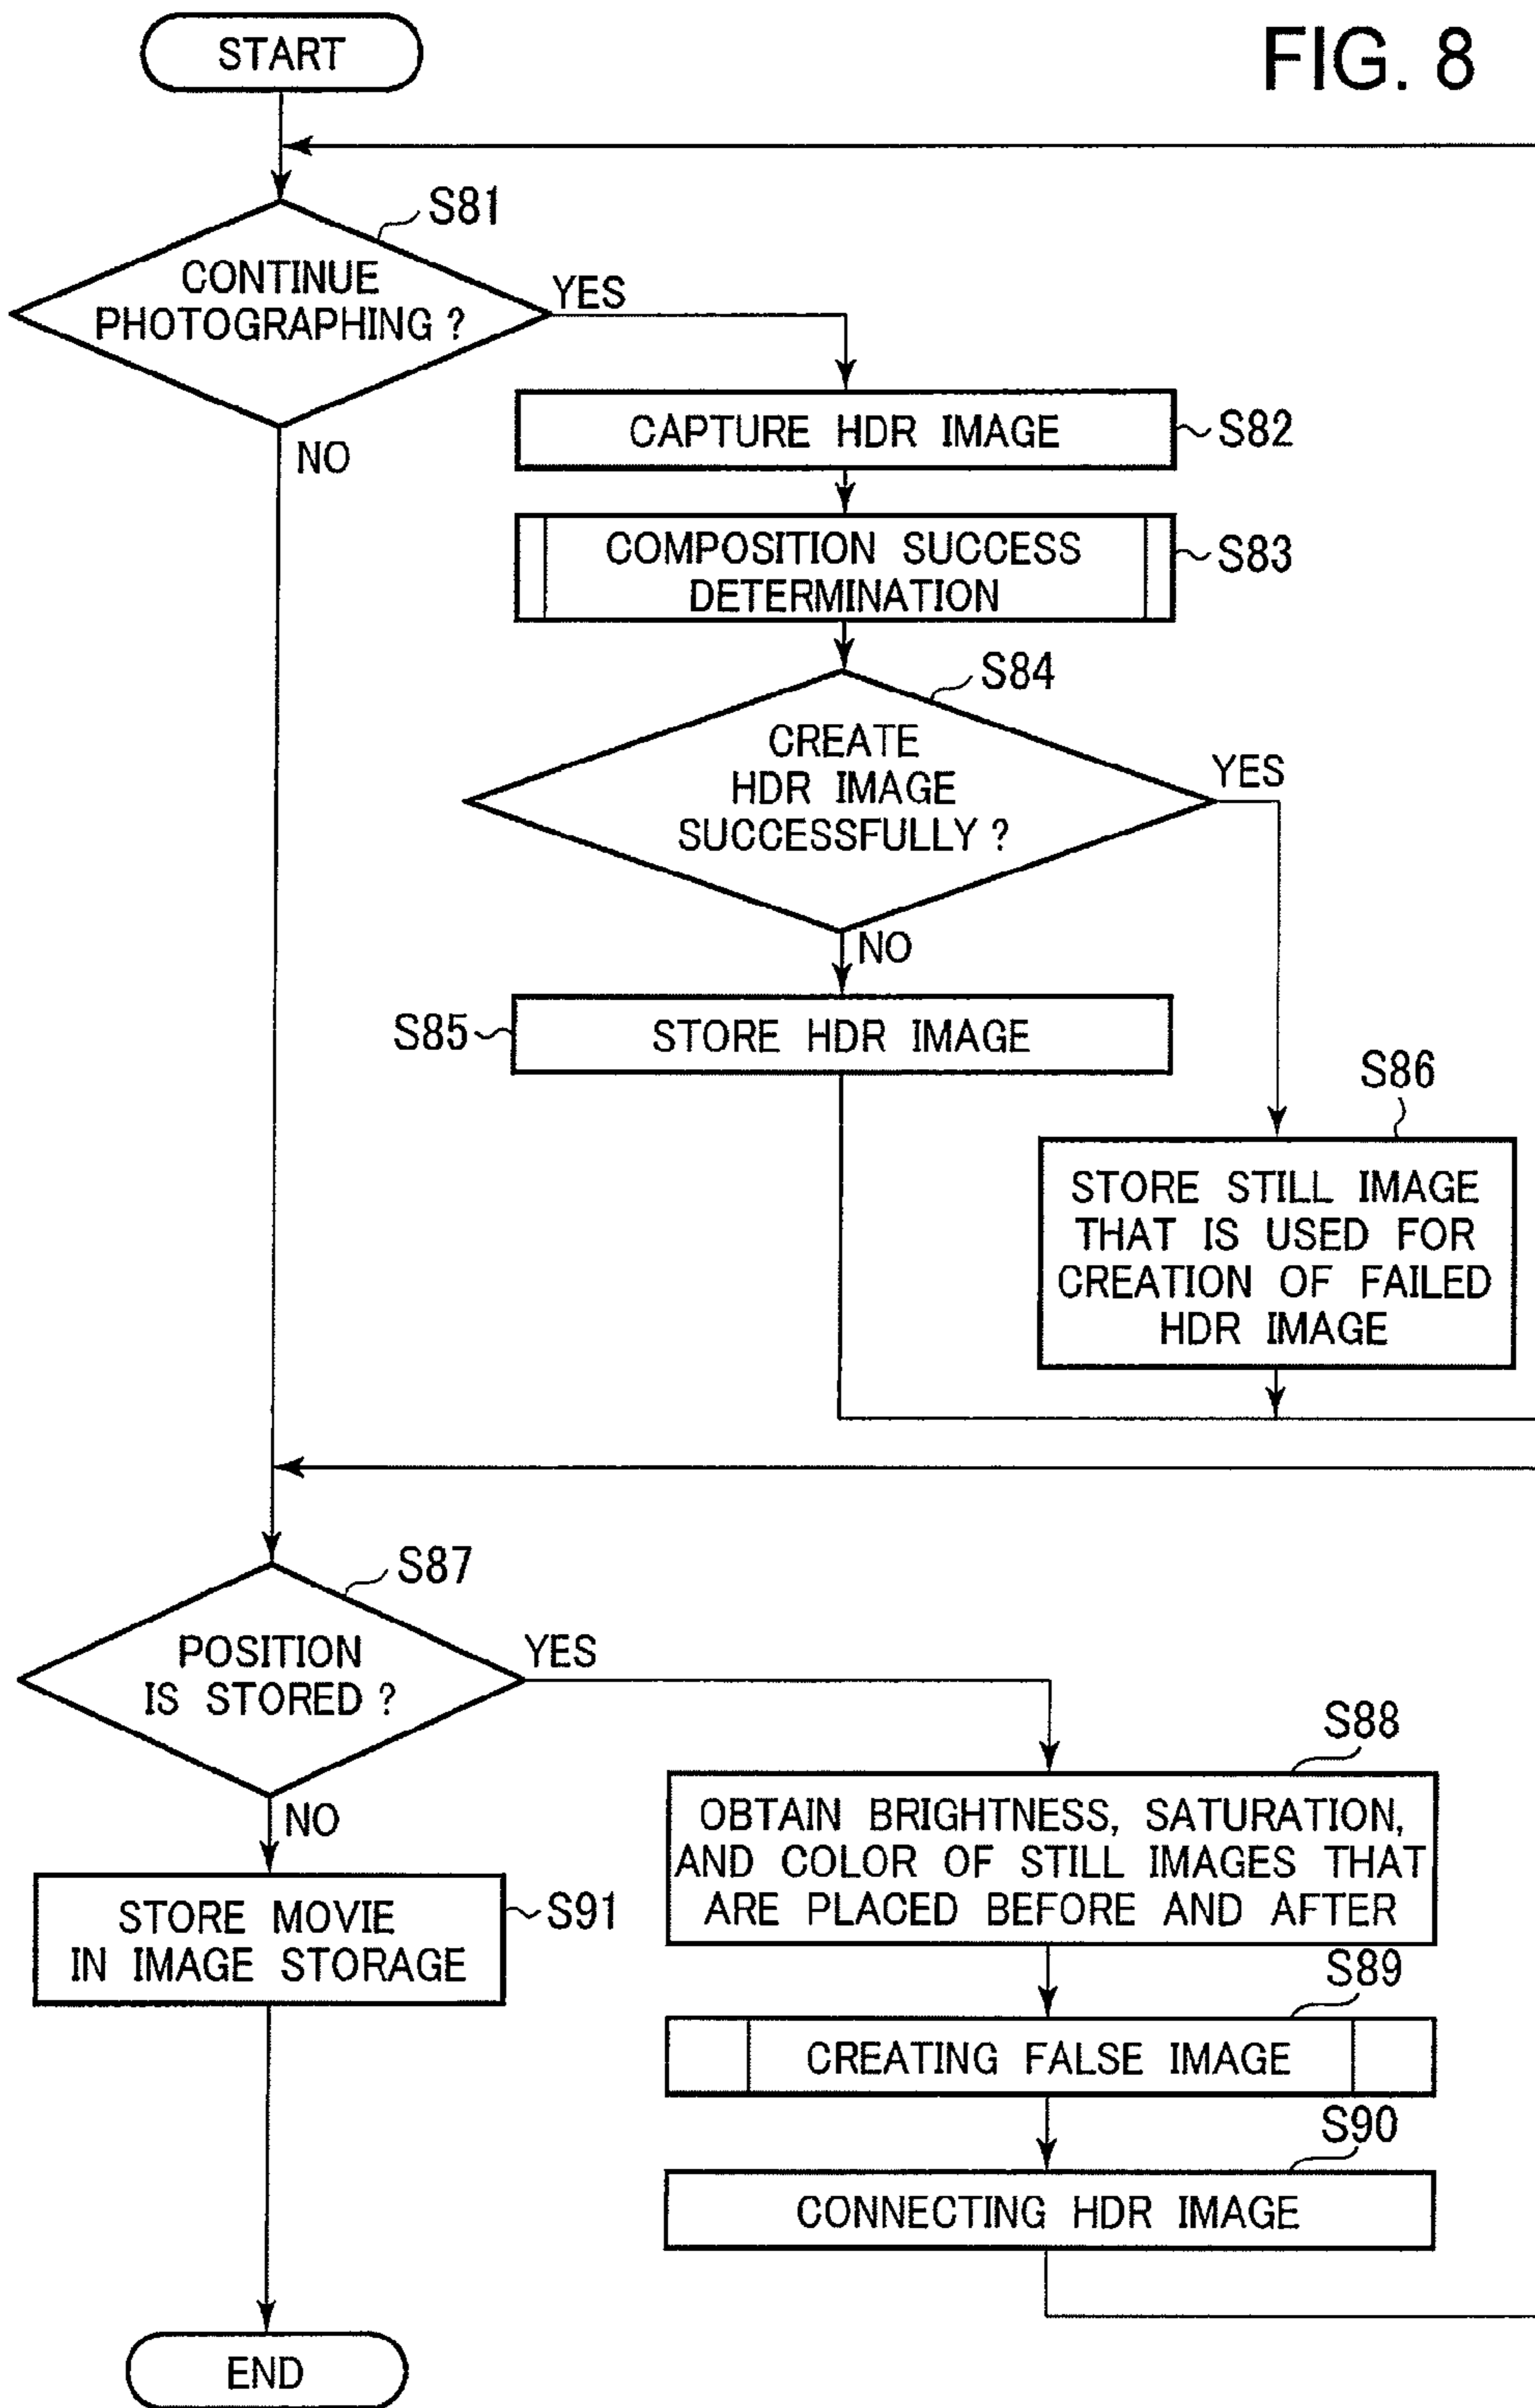 FIG. 8
START
S81
CONTINUE
PHOTOGRAPHING ?
YES
NO
CAPTURE HDR IMAGE
S82
COMPOSITION SUCCESS
DETERMINATION
S83
S84
CREATE
HDR IMAGE
SUCCESSFULLY ?
YES
NO
S85
STORE HDR IMAGE
S86
STORE STILL IMAGE
THAT IS USED FOR
CREATION OF FAILED
HDR IMAGE
S87
POSITION
IS STORED ?
YES
NO
S88
OBTAIN BRIGHTNESS, SATURATION,
AND COLOR OF STILL IMAGES THAT
ARE PLACED BEFORE AND AFTER
STORE MOVIE
IN IMAGE STORAGE
S91
S89
CREATING FALSE IMAGE
S90
CONNECTING HDR IMAGE
END